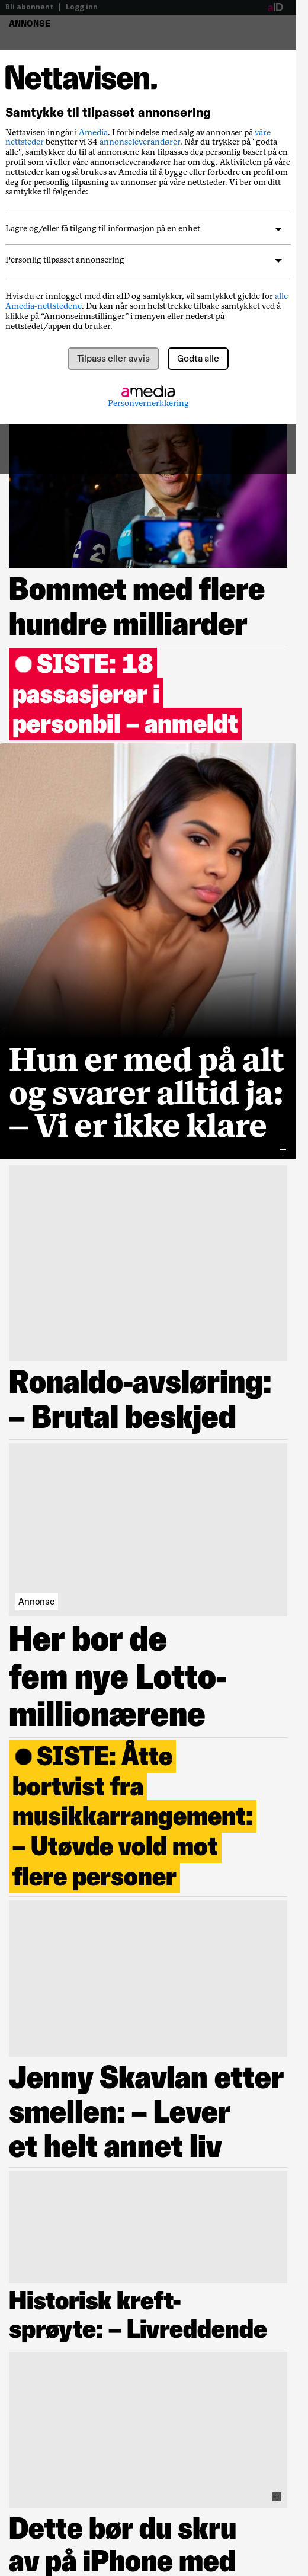 Bli abonnent | Logg inn
aID
ANNONSE
Nettavisen.
Samtykke til tilpasset annonsering
Nettavisen inngår i Amedia. I forbindelse med salg av annonser på våre
nettsteder benytter vi 34 annonseleverandører. Når du trykker på "godta
alle", samtykker du til at annonsene kan tilpasses deg personlig basert på en
profil som vi eller våre annonseleverandører har om deg. Aktiviteten på våre
nettsteder kan også brukes av Amedia til å bygge eller forbedre en profil om
deg for personlig tilpasning av annonser på våre nettsteder. Vi ber om ditt
samtykke til følgende:
Lagre og/eller få tilgang til informasjon på en enhet
Personlig tilpasset annonsering
Hvis du er innlogget med din aID og samtykker, vil samtykket gjelde for alle
Amedia-nettstedene. Du kan når som helst trekke tilbake samtykket ved å
klikke på “Annonseinnstillinger” i menyen eller nederst på
nettstedet/appen du bruker.
Tilpass eller avvis
Godta alle
amedia
Personvernerklæring
2
Bommet med flere
hundre milliarder
SISTE: 18
passasjerer i
personbil – anmeldt
Hun er med på alt
og svarer alltid ja:
– Vi er ikke klare
Ronaldo-avsløring:
– Brutal beskjed
Annonse
Her bor de
fem nye Lotto-
millionærene
SISTE: Åtte
bortvist fra
musikkarrangement:
– Utøvde vold mot
flere personer
Jenny Skavlan etter
smellen: – Lever
et helt annet liv
Historisk kreft-
sprøyte: – Livreddende
Dette bør du skru
av på iPhone med